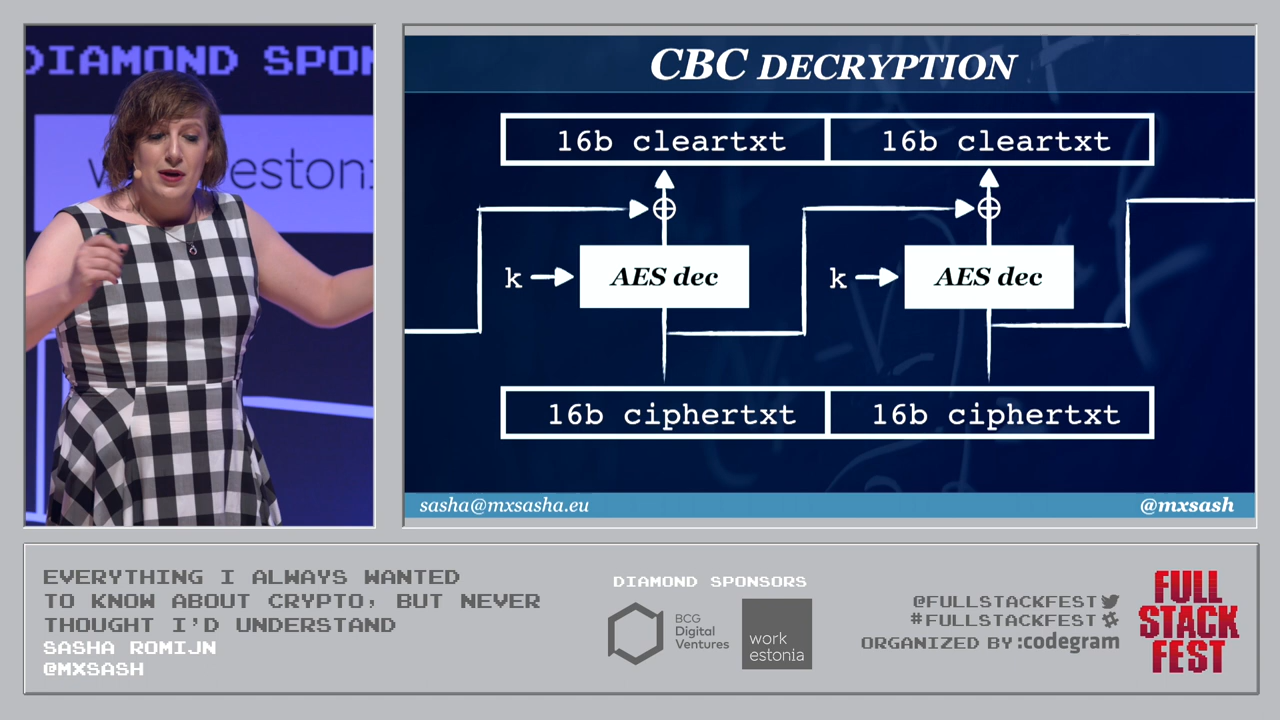 DIAMOND SPON
w
estoni
CBC DECRYPTION
16b cleartxt
16b cleartxt
k
AES dec
k
AES dec
16b ciphertxt
16b ciphertxt
sasha@mxsasha.eu
@mxsash
EVERYTHING I ALWAYS WANTED
TO KNOW ABOUT CRYPTO, BUT NEVER
THOUGHT I'D UNDERSTAND
SASHA ROMIJN
@MXSASH
DIAMOND SPONSORS
BCG
Digital
Ventures
work
estonia
@FULLSTACKFEST
#FULLSTACKFEST
ORGANIZED BY :codegram
FULL
STACK
FEST